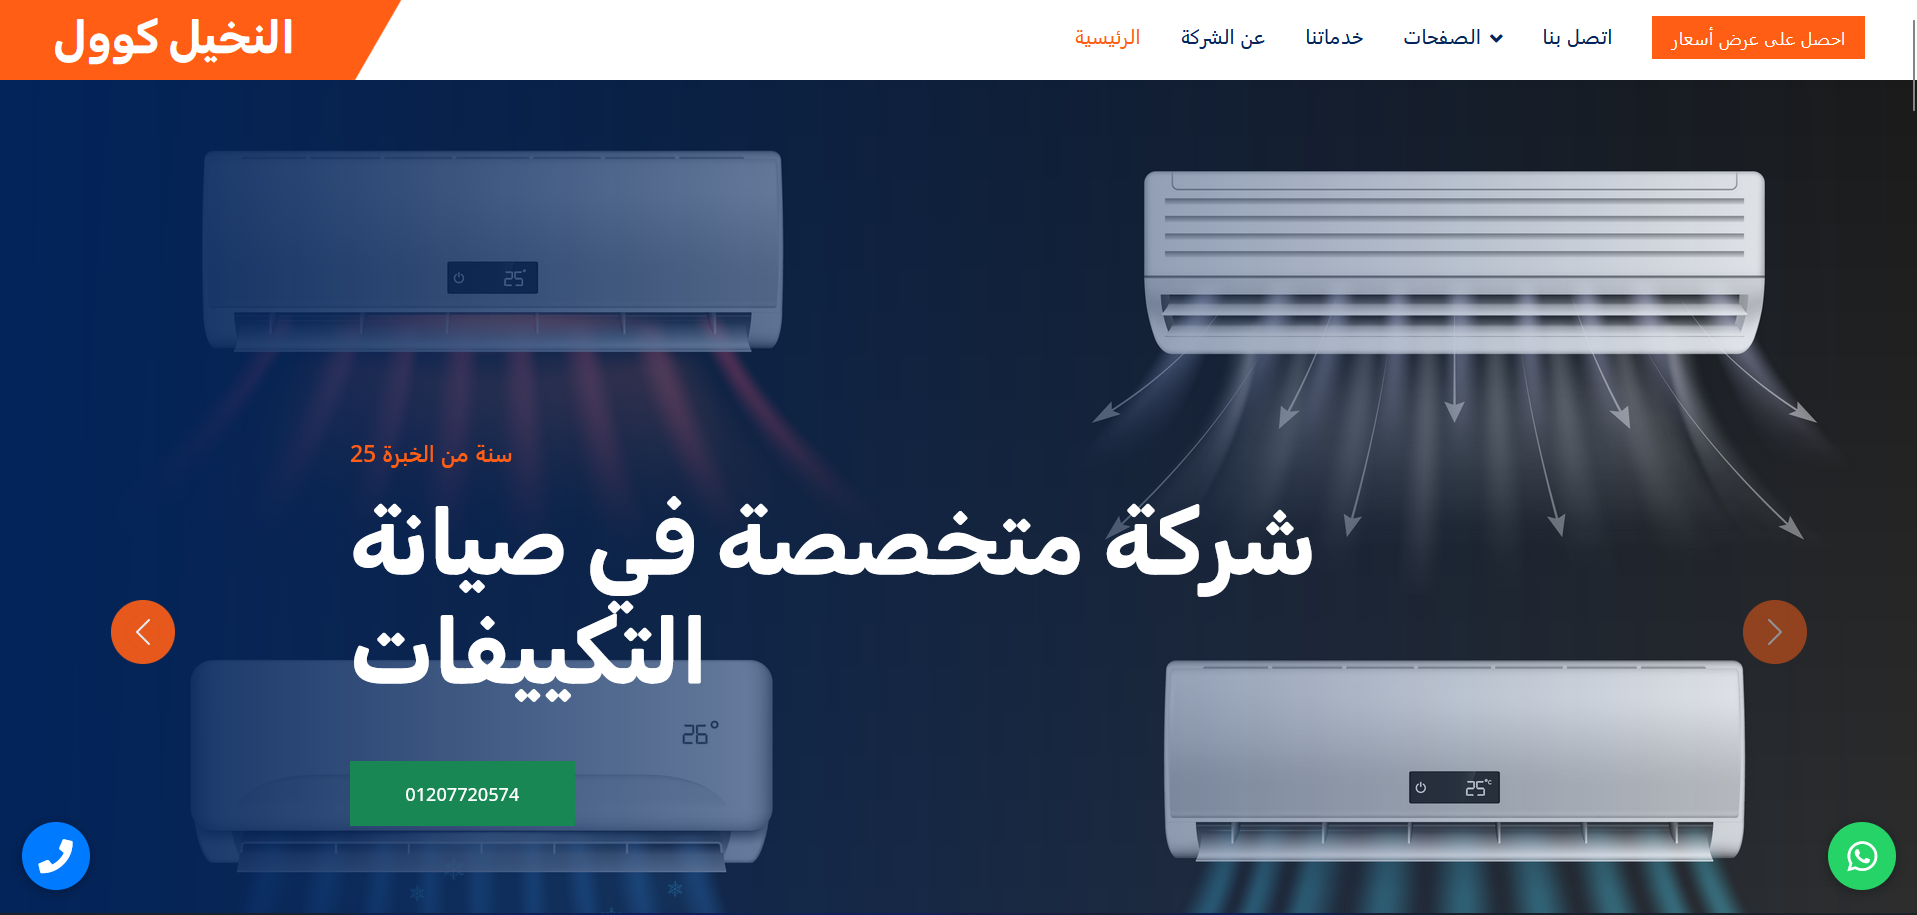 النخيل كوول
الرئيسية
عن الشركة
خدماتنا
الصفحات
اتصل بنا
احصل على عرض أسعار
25°
سنة من الخبرة 25
شركة متخصصة في صيانة
التكييفات
26°
25°c
01207720574